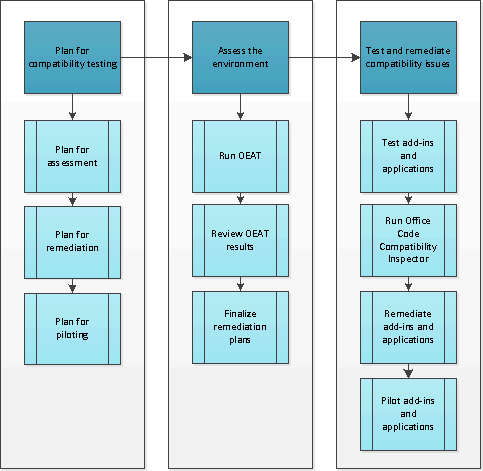 Plan for
compatibility testing
Assess the
environment
Test and remediate
compatibility issues
Plan for
assessment
Plan for
remediation
Plan for
piloting
Run OEAT
Review OEAT
results
Finalize
remediation
plans
Test add-ins
and
applications
Run Office
Code
Compatibility
Inspector
Remediate
add-ins and
applications
Pilot add-ins
and
applications